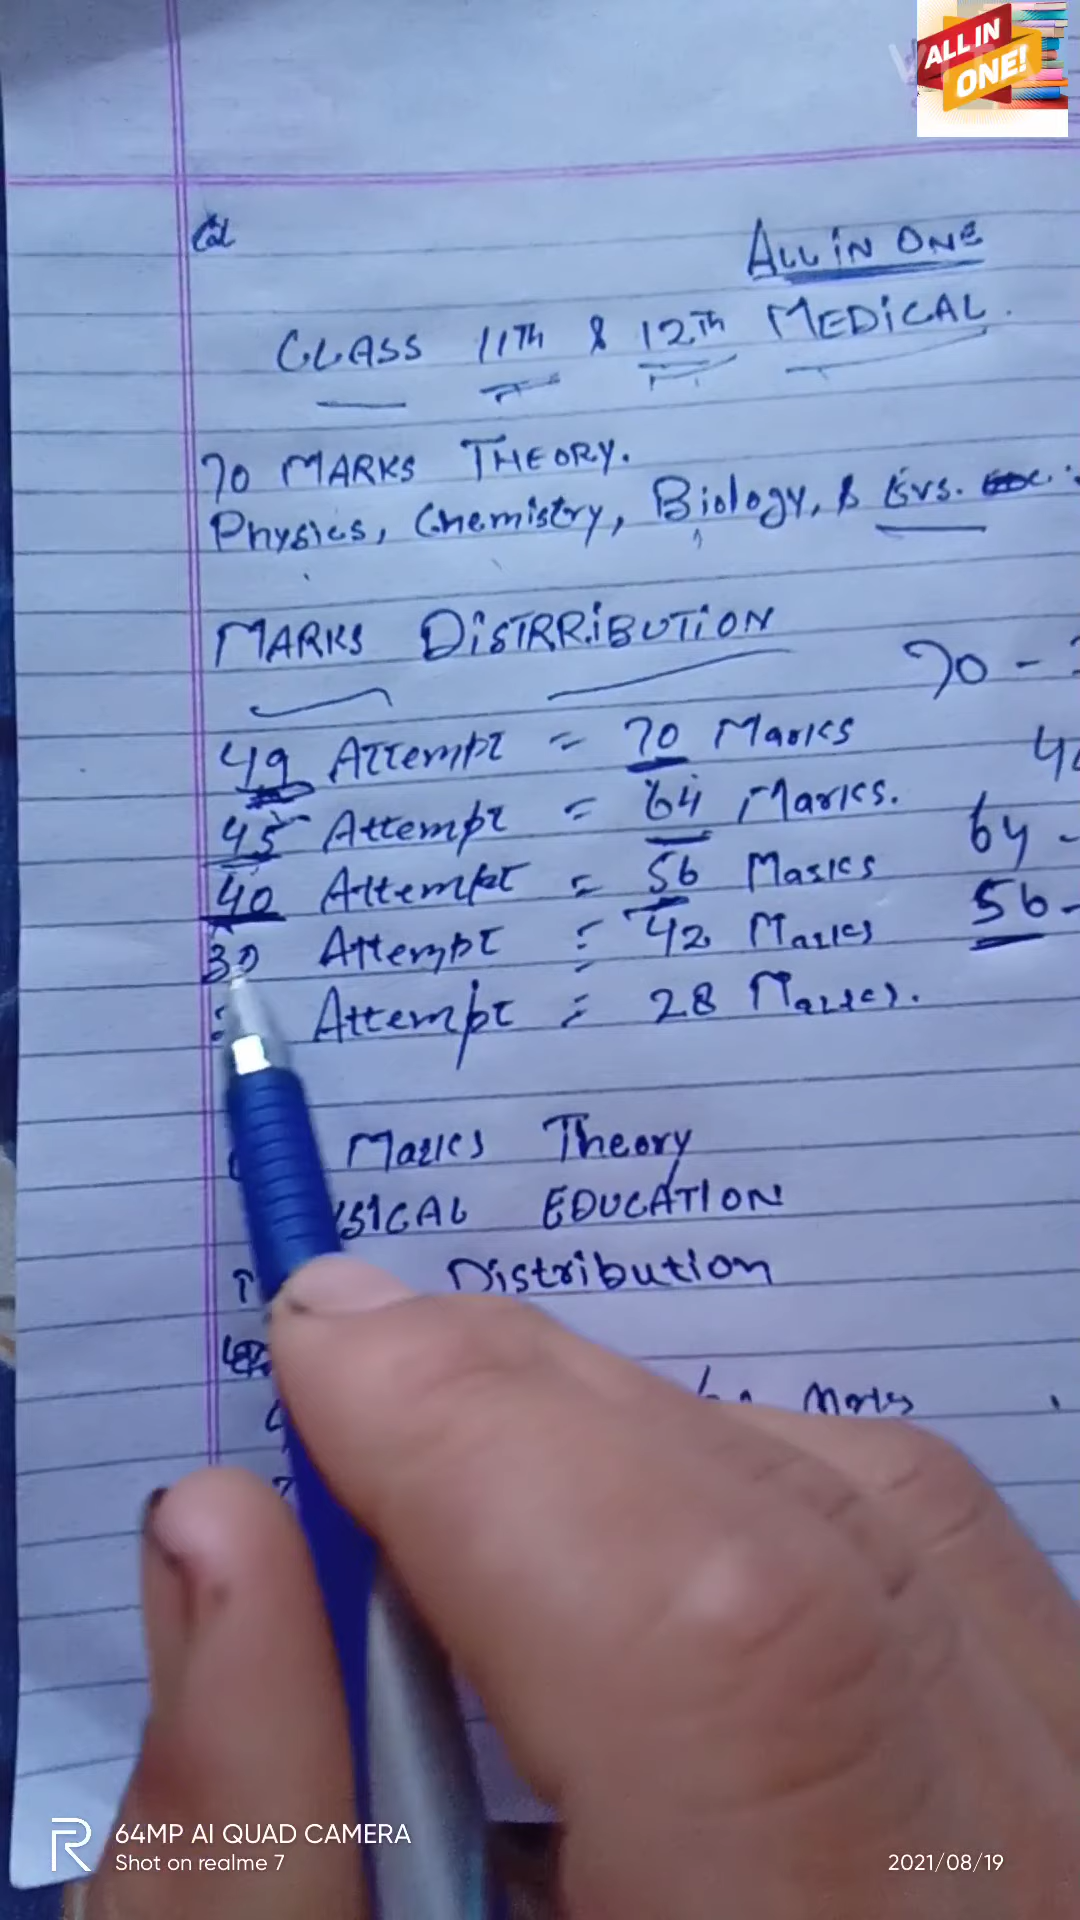 ALL IN ONE!
ALL IN ONE
CLASS 11TH & 12TH MEDICAL.
70 MARKS THEORY.
Physics, Chemistry, Biology, & Evs.
MARKS DISTRRIBUTION
70 -
49 Attempt = 70 Marks
45 Attempt = 64 Marks.
64 -
40 Attempt = 56 Marks
56 -
30 Attempt = 42 Marks
Attempt = 28 Marks.
Marks Theory
SICAL EDUCATION
Distribution
Marks
64MP AI QUAD CAMERA
Shot on realme 7
2021/08/19